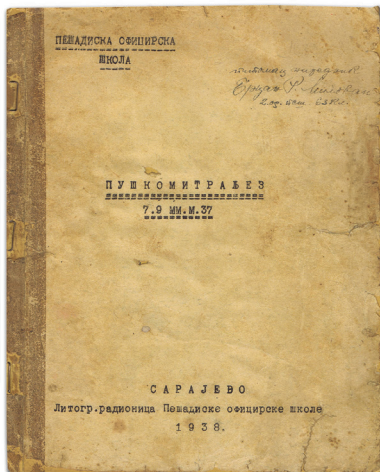 ПЕШАДИСКА ОФИЦИРСКА
ШКОЛА
ПУШКОМИТРАЉЕЗ
7.9 ММ.М.37
САРАЈЕВО
Литогр.радионица Пешадиске официрске школе
1938.